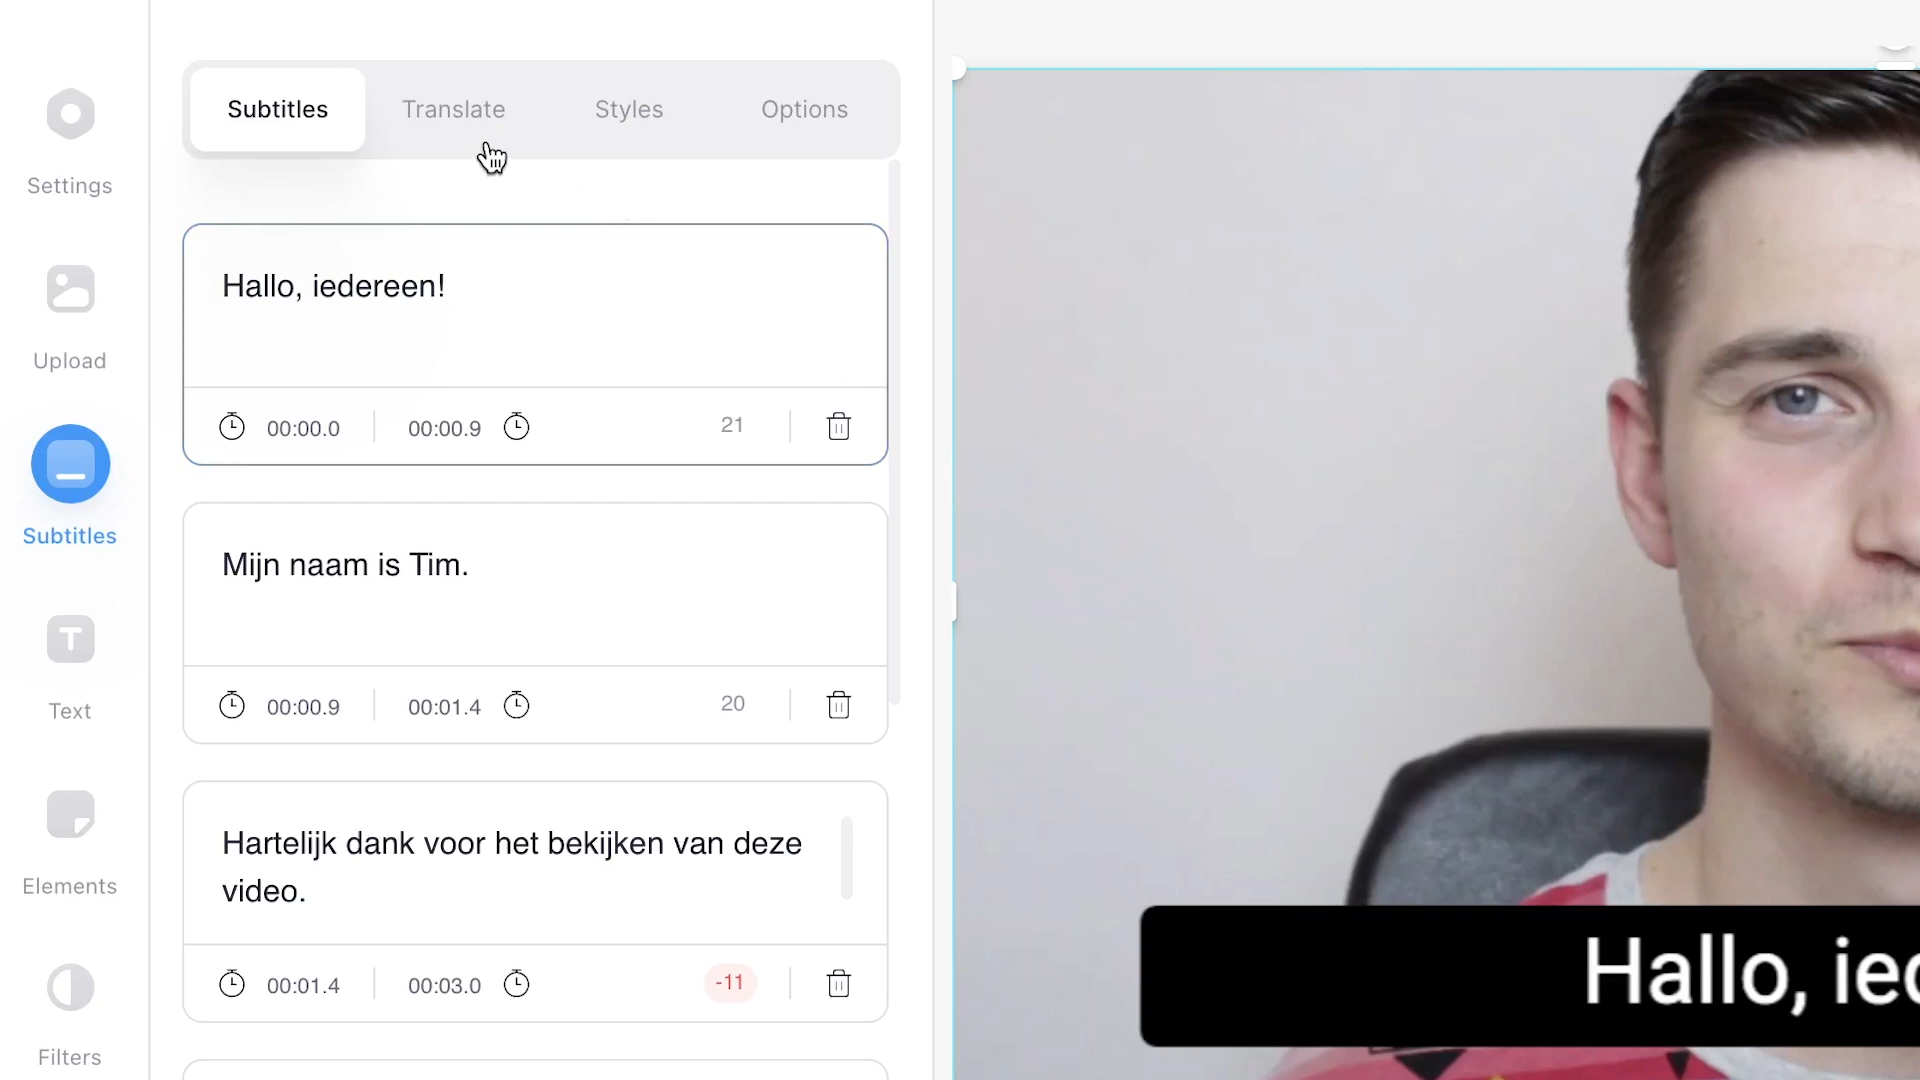 Settings
Upload
Subtitles
Text
Elements
Filters
Subtitles Translate Styles Options
Hallo, iedereen!
00:00.0 00:00.9 21
Mijn naam is Tim.
00:00.9 00:01.4 20
Hartelijk dank voor het bekijken van deze
video.
00:01.4 00:03.0 -11
Hallo,